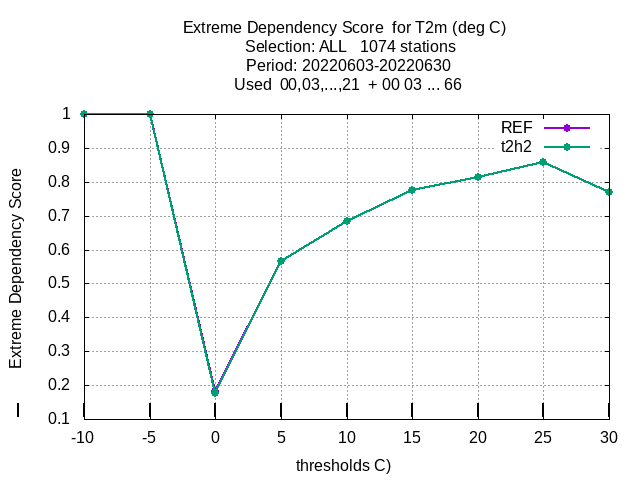 Extreme Dependency Score  for T2m (deg C)
Selection: ALL   1074 stations
Period: 20220603-20220630
Used  00,03,...,21  + 00 03 ... 66
REF
t2h2
Extreme Dependency Score
1
0.9
0.8
0.7
0.6
0.5
0.4
0.3
0.2
0.1
-10 -5 0 5 10 15 20 25 30
thresholds C)